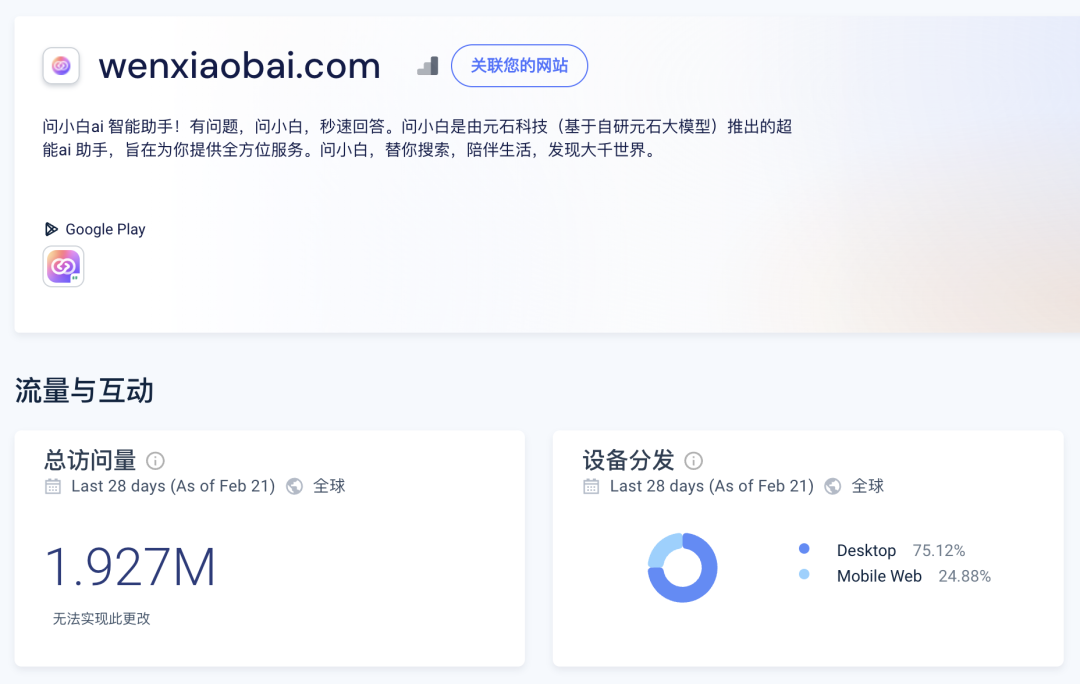 wenxiaobai.com
关联您的网站
问小白ai 智能助手！有问题，问小白，秒速回答。问小白是由元石科技（基于自研元石大模型）推出的超
能ai 助手，旨在为你提供全方位服务。问小白，替你搜索，陪伴生活，发现大千世界。
Google Play
流量与互动
总访问量
Last 28 days (As of Feb 21) 全球
1.927M
无法实现此更改
设备分发
Last 28 days (As of Feb 21) 全球
Desktop 75.12%
Mobile Web 24.88%